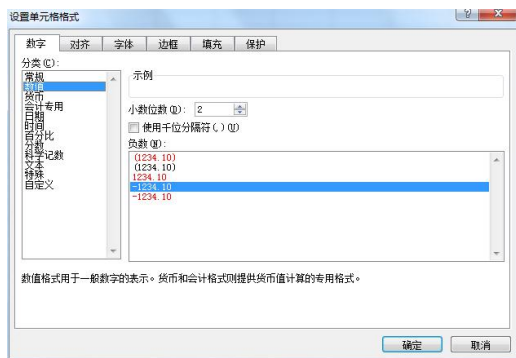 设置单元格格式
数字 对齐 字体 边框 填充 保护
分类(C):
常规
数值
货币
会计专用
日期
时间
百分比
分数
科学记数
文本
特殊
自定义
示例
小数位数(D): 2
使用千位分隔符(,)(U)
负数(N):
(1234.10)
(1234.10)
1234.10
-1234.10
-1234.10
数值格式用于一般数字的表示。货币和会计格式则提供货币值计算的专用格式。
确定 取消